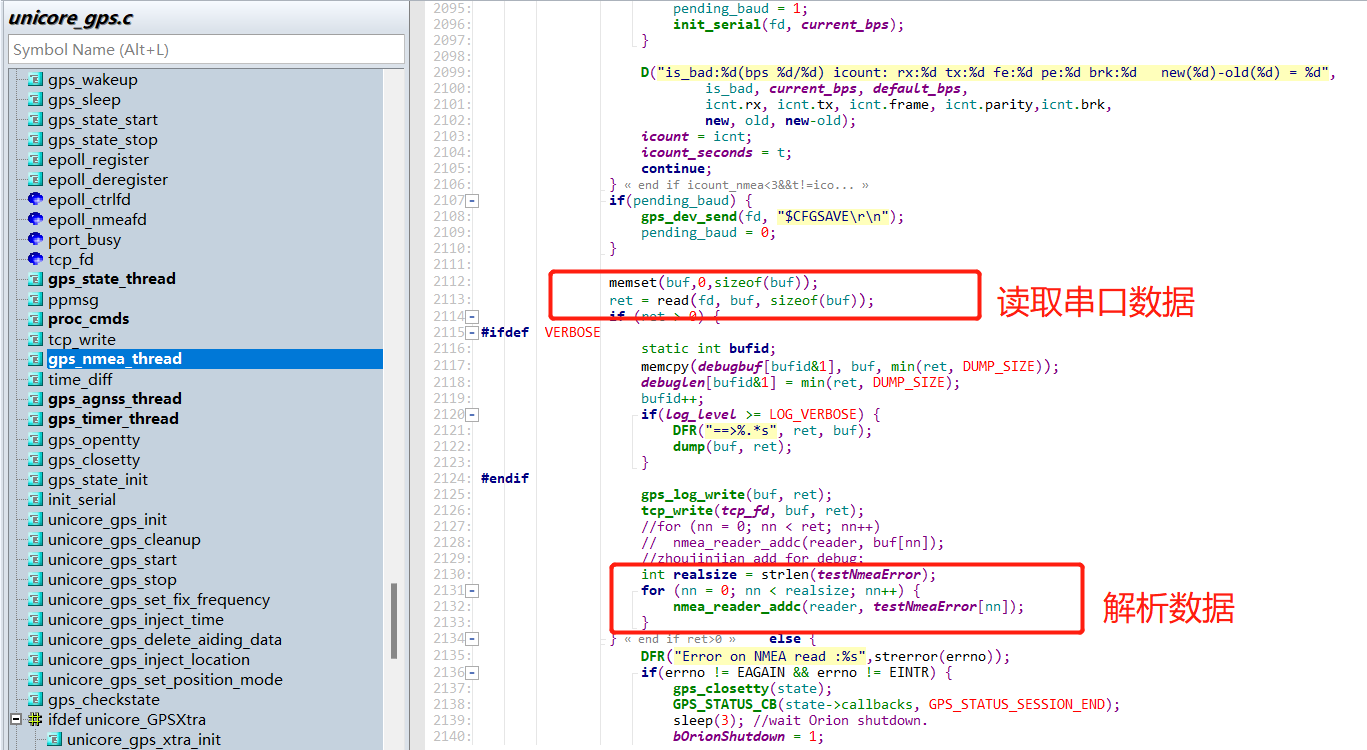 unicore_gps.c
Symbol Name (Alt+L)
gps_wakeup
gps_sleep
gps_state_start
gps_state_stop
epoll_register
epoll_deregister
epoll_ctrlfd
epoll_nmeafd
port_busy
tcp_fd
gps_state_thread
ppmsg
proc_cmds
tcp_write
gps_nmea_thread
time_diff
gps_agnss_thread
gps_timer_thread
gps_opentty
gps_closetty
gps_state_init
init_serial
unicore_gps_init
unicore_gps_cleanup
unicore_gps_start
unicore_gps_stop
unicore_gps_set_fix_frequency
unicore_gps_inject_time
unicore_gps_delete_aiding_data
unicore_gps_inject_location
unicore_gps_set_position_mode
gps_checkstate
ifdef unicore_GPSXtra
unicore_gps_xtra_init
2095: pending_baud = 1;
2096: init_serial(fd, current_bps);
2097: }
2098:
2099: D("is_bad:%d(bps %d/%d) icount: rx:%d tx:%d fe:%d pe:%d brk:%d   new(%d)-old(%d) = %d",
2100: is_bad, current_bps, default_bps,
2101: icnt.rx, icnt.tx, icnt.frame, icnt.parity,icnt.brk,
2102: new, old, new-old);
2103: icount = icnt;
2104: icount_seconds = t;
2105: continue;
2106: } « end if icount_nmea<3&&t!=ico... »
2107: if(pending_baud) {
2108: gps_dev_send(fd, "$CFGSAVE\r\n");
2109: pending_baud = 0;
2110: }
2111:
2112: memset(buf,0,sizeof(buf));
2113: ret = read(fd, buf, sizeof(buf));
读取串口数据
2114: if (ret > 0) {
2115: #ifdef VERBOSE
2116: static int bufid;
2117: memcpy(debugbuf[bufid&1], buf, min(ret, DUMP_SIZE));
2118: debuglen[bufid&1] = min(ret, DUMP_SIZE);
2119: bufid++;
2120: if(log_level >= LOG_VERBOSE) {
2121: DFR("==>%.*s", ret, buf);
2122: dump(buf, ret);
2123: }
2124: #endif
2125: gps_log_write(buf, ret);
2126: tcp_write(tcp_fd, buf, ret);
2127: //for (nn = 0; nn < ret; nn++)
2128: //  nmea_reader_addc(reader, buf[nn]);
2129: //zhoujinjian add for debug:
2130: int realsize = strlen(testNmeaError);
2131: for (nn = 0; nn < realsize; nn++) {
2132: nmea_reader_addc(reader, testNmeaError[nn]);
解析数据
2133: }
2134: } « end if ret>0 » else {
2135: DFR("Error on NMEA read :%s",strerror(errno));
2136: if(errno != EAGAIN && errno != EINTR) {
2137: gps_closetty(state);
2138: GPS_STATUS_CB(state->callbacks, GPS_STATUS_SESSION_END);
2139: sleep(3); //wait Orion shutdown.
2140: bOrionShutdown = 1;